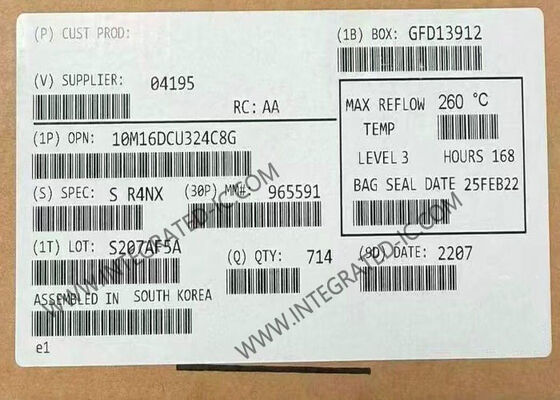 (P) CUST PROD:
(1B) BOX: GFD13912
(V) SUPPLIER: 04195
RC: AA
MAX REFLOW 260 °C
TEMP
(1P) OPN: 10M16DCU324C8G
LEVEL 3 HOURS 168
(S) SPEC: S R4NX (30P) MM#: 965591
BAG SEAL DATE 25FEB22
(1T) LOT: S207AF5A (Q) QTY: 714 (9D) DATE: 2207
ASSEMBLED IN SOUTH KOREA
e1
WWW.INTEGRATED-IC.COM
WWW.INTEGRATED-IC.COM